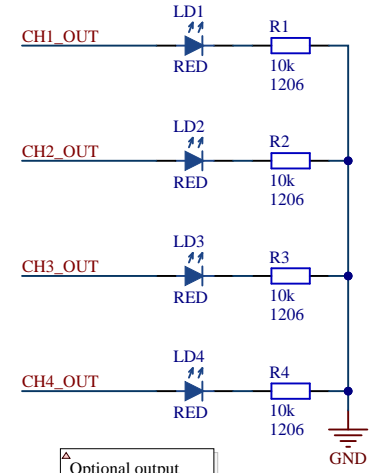 LD1
R1
CH1_OUT
RED
10k
1206
LD2
R2
CH2_OUT
RED
10k
1206
LD3
R3
CH3_OUT
RED
10k
1206
LD4
R4
CH4_OUT
RED
10k
1206
GND
Optional output